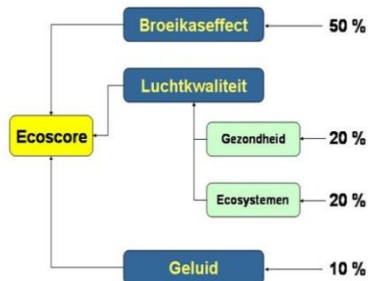 Broeikaseffect 50 %
Luchtkwaliteit
Ecoscore
Gezondheid 20 %
Ecosystemen 20 %
Geluid 10 %